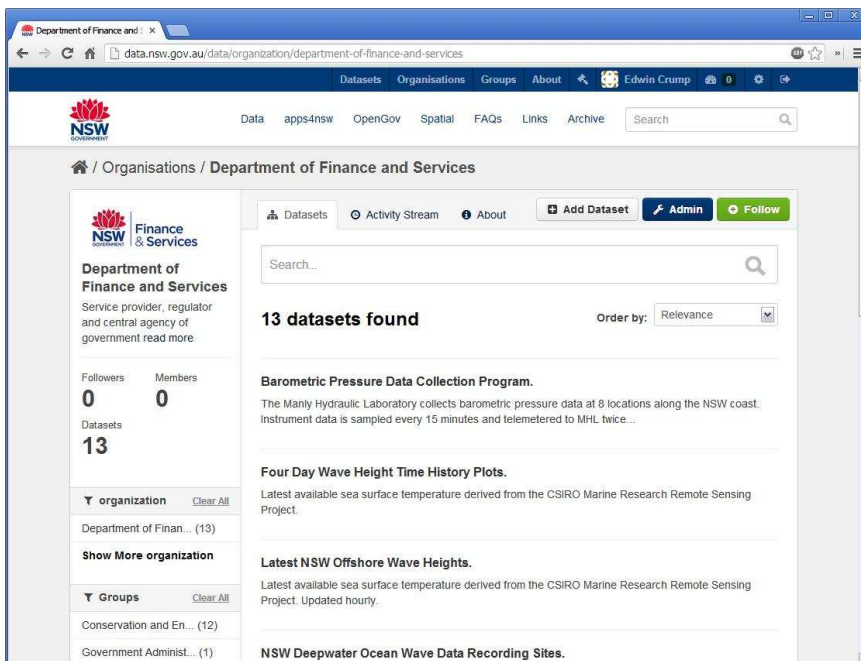 Department of Finance and S
data.nsw.gov.au/data/organization/department-of-finance-and-services
Datasets Organisations Groups About Edwin Crump 0
NSW
GOVERNMENT
Data apps4nsw OpenGov Spatial FAQs Links Archive Search
/ Organisations / Department of Finance and Services
NSW
GOVERNMENT
Finance
& Services
Department of
Finance and Services
Service provider, regulator
and central agency of
government read more
Followers Members
0 0
Datasets
13
organization Clear All
Department of Finan... (13)
Show More organization
Groups Clear All
Conservation and En... (12)
Government Administ... (1)
Datasets Activity Stream About Add Dataset Admin Follow
Search...
13 datasets found Order by: Relevance
Barometric Pressure Data Collection Program.
The Manly Hydraulic Laboratory collects barometric pressure data at 8 locations along the NSW coast.
Instrument data is sampled every 15 minutes and telemetered to MHL twice...
Four Day Wave Height Time History Plots.
Latest available sea surface temperature derived from the CSIRO Marine Research Remote Sensing
Project.
Latest NSW Offshore Wave Heights.
Latest available sea surface temperature derived from the CSIRO Marine Research Remote Sensing
Project. Updated hourly.
NSW Deepwater Ocean Wave Data Recording Sites.